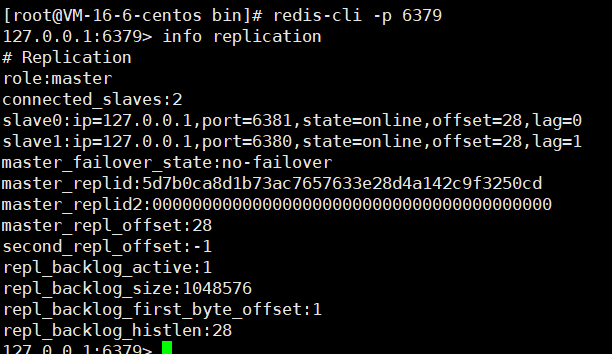 [root@VM-16-6-centos bin]# redis-cli -p 6379
127.0.0.1:6379> info replication
# Replication
role:master
connected_slaves:2
slave0:ip=127.0.0.1,port=6381,state=online,offset=28,lag=0
slave1:ip=127.0.0.1,port=6380,state=online,offset=28,lag=1
master_failover_state:no-failover
master_replid:5d7b0ca8d1b73ac7657633e28d4a142c9f3250cd
master_replid2:0000000000000000000000000000000000000000
master_repl_offset:28
second_repl_offset:-1
repl_backlog_active:1
repl_backlog_size:1048576
repl_backlog_first_byte_offset:1
repl_backlog_histlen:28
127.0.0.1:6379>